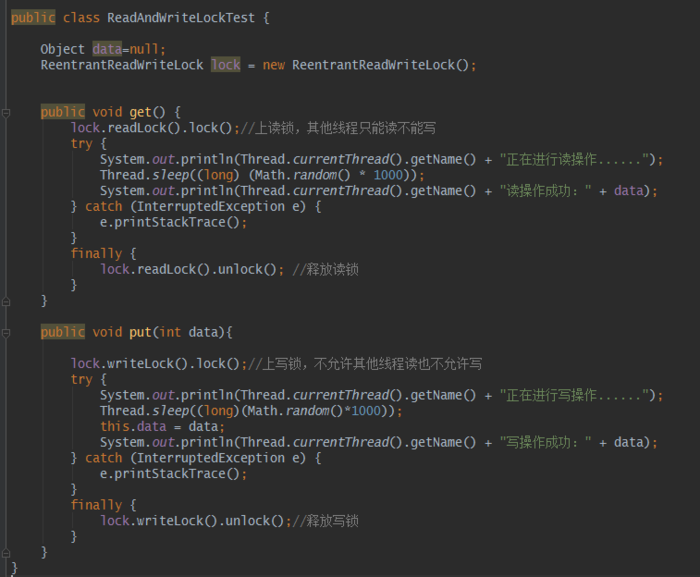 public class ReadAndWriteLockTest {
Object data=null;
ReentrantReadWriteLock lock = new ReentrantReadWriteLock();
public void get() {
lock.readLock().lock();//上读锁，其他线程只能读不能写
try {
System.out.println(Thread.currentThread().getName() + "正在进行读操作......");
Thread.sleep((long) (Math.random() * 1000));
System.out.println(Thread.currentThread().getName() + "读操作成功：" + data);
} catch (InterruptedException e) {
e.printStackTrace();
}
finally {
lock.readLock().unlock(); //释放读锁
}
}
public void put(int data){
lock.writeLock().lock();//上写锁，不允许其他线程读也不允许写
try {
System.out.println(Thread.currentThread().getName() + "正在进行写操作......");
Thread.sleep((long)(Math.random()*1000));
this.data = data;
System.out.println(Thread.currentThread().getName() + "写操作成功：" + data);
} catch (InterruptedException e) {
e.printStackTrace();
}
finally {
lock.writeLock().unlock();//释放写锁
}
}
}